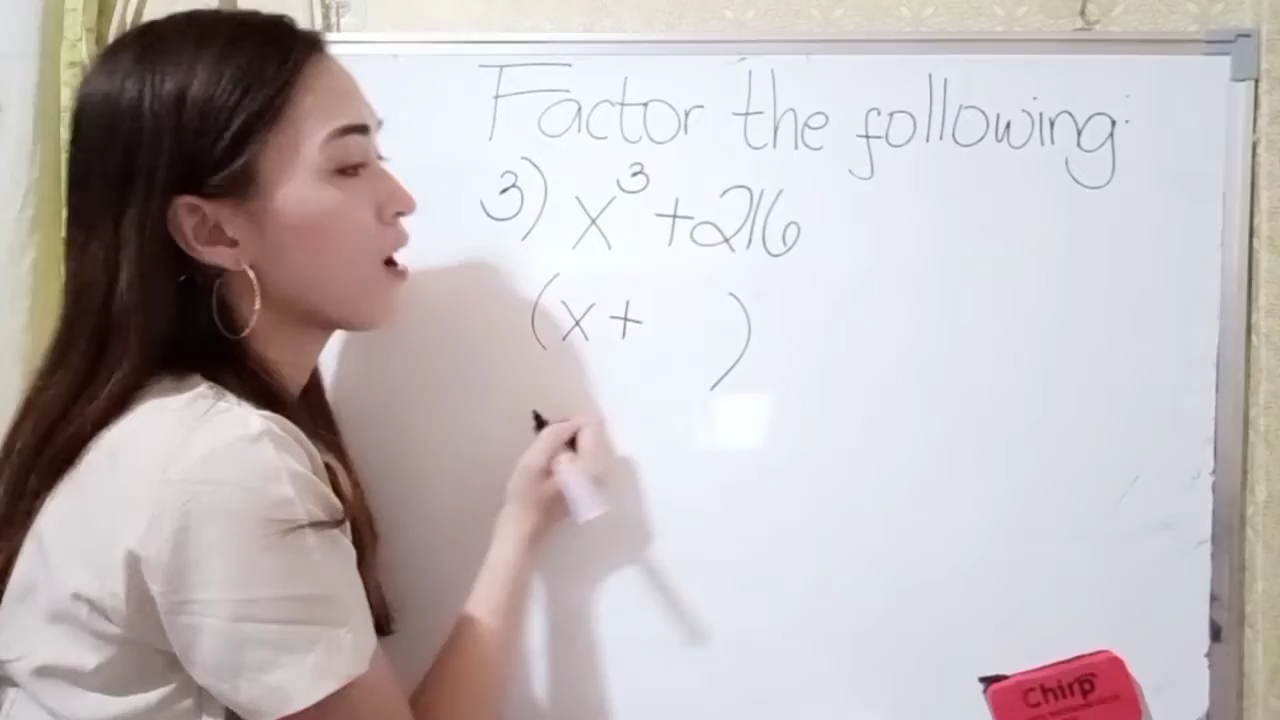 Factor the following:
3) x³ + 216
(x + )
Chirp